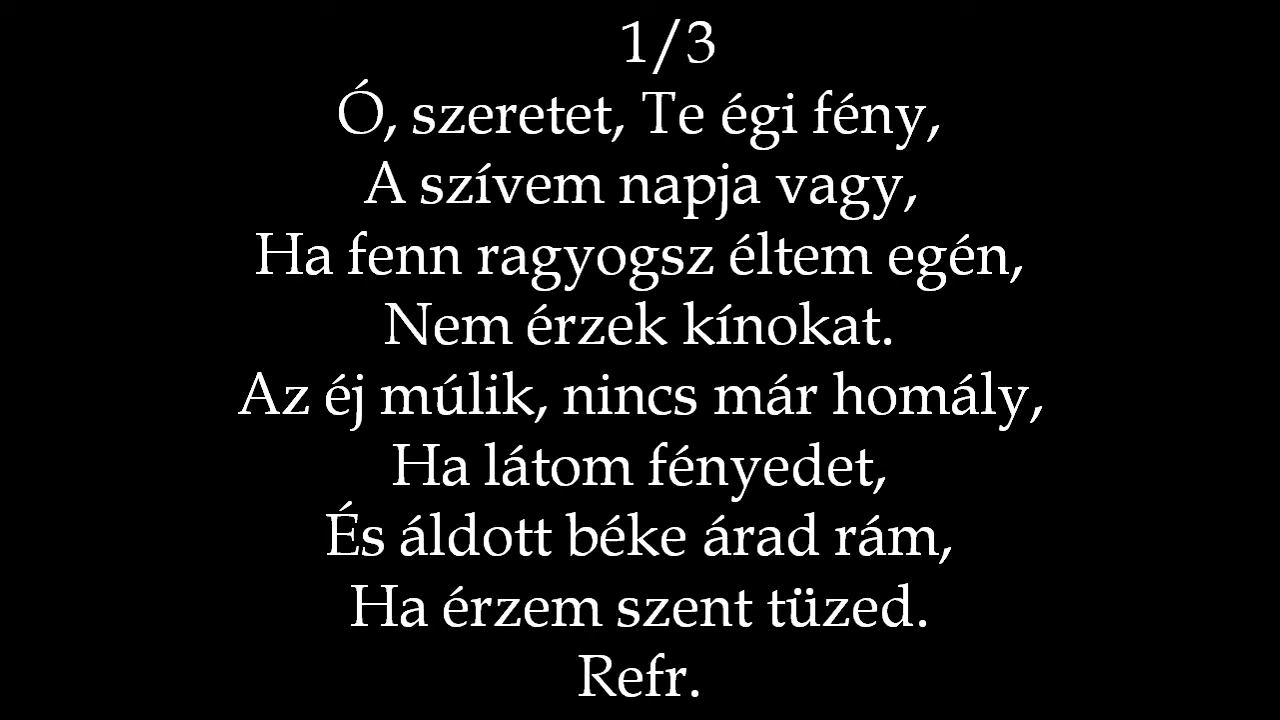 1/3
Ó, szeretet, Te égi fény,
A szívem napja vagy,
Ha fenn ragyogsz éltem egén,
Nem érzek kínokat.
Az éj múlik, nincs már homály,
Ha látom fényedet,
És áldott béke árad rám,
Ha érzem szent tüzed.
Refr.